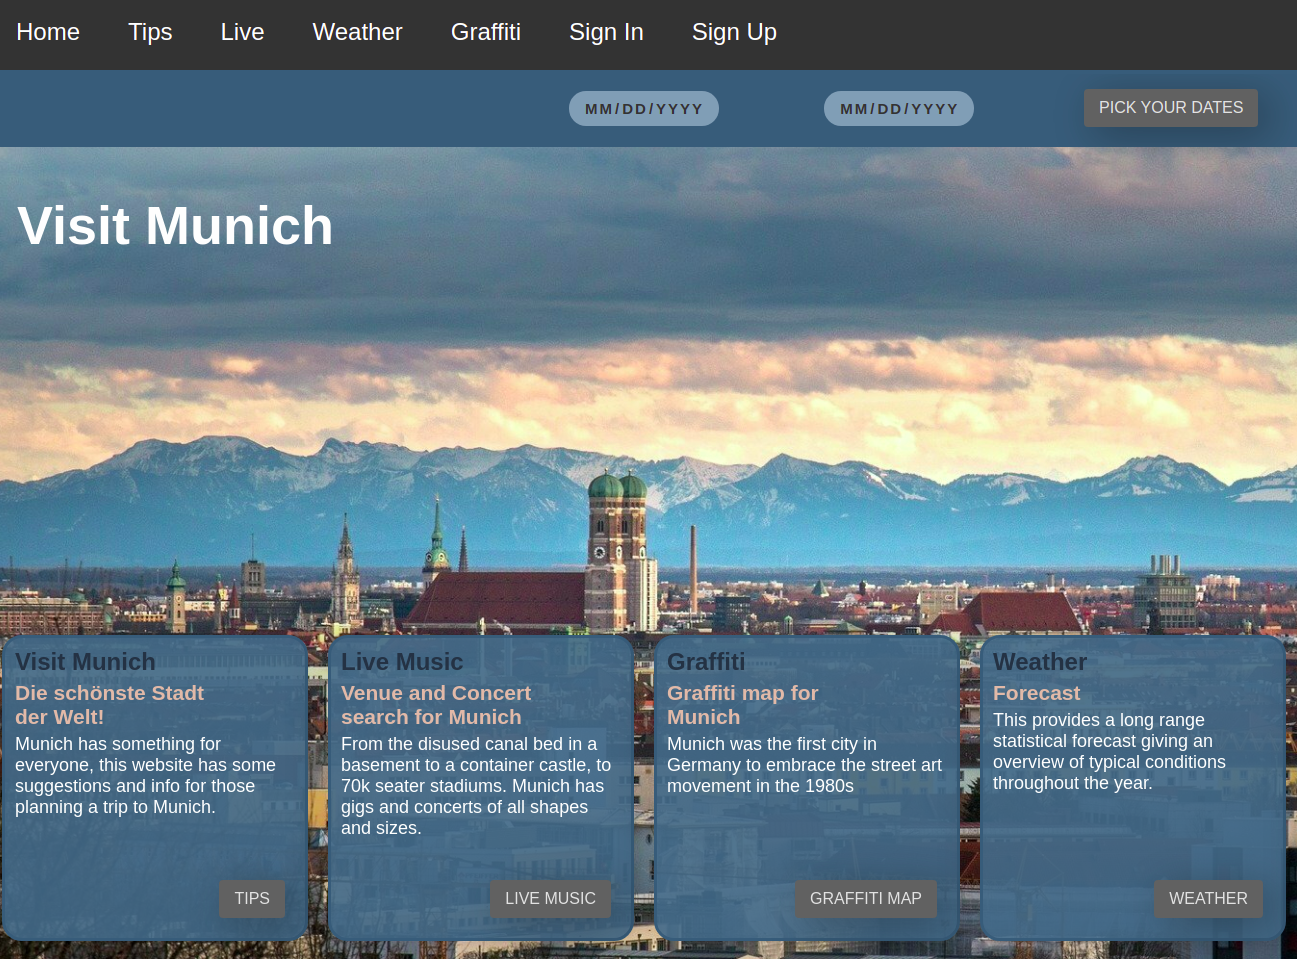 Home Tips Live Weather Graffiti Sign In Sign Up
MM/DD/YYYY MM/DD/YYYY PICK YOUR DATES
Visit Munich
Visit Munich
Die schönste Stadt
der Welt!
Munich has something for
everyone, this website has some
suggestions and info for those
planning a trip to Munich.
TIPS
Live Music
Venue and Concert
search for Munich
From the disused canal bed in a
basement to a container castle, to
70k seater stadiums. Munich has
gigs and concerts of all shapes
and sizes.
LIVE MUSIC
Graffiti
Graffiti map for
Munich
Munich was the first city in
Germany to embrace the street art
movement in the 1980s
GRAFFITI MAP
Weather
Forecast
This provides a long range
statistical forecast giving an
overview of typical conditions
throughout the year.
WEATHER